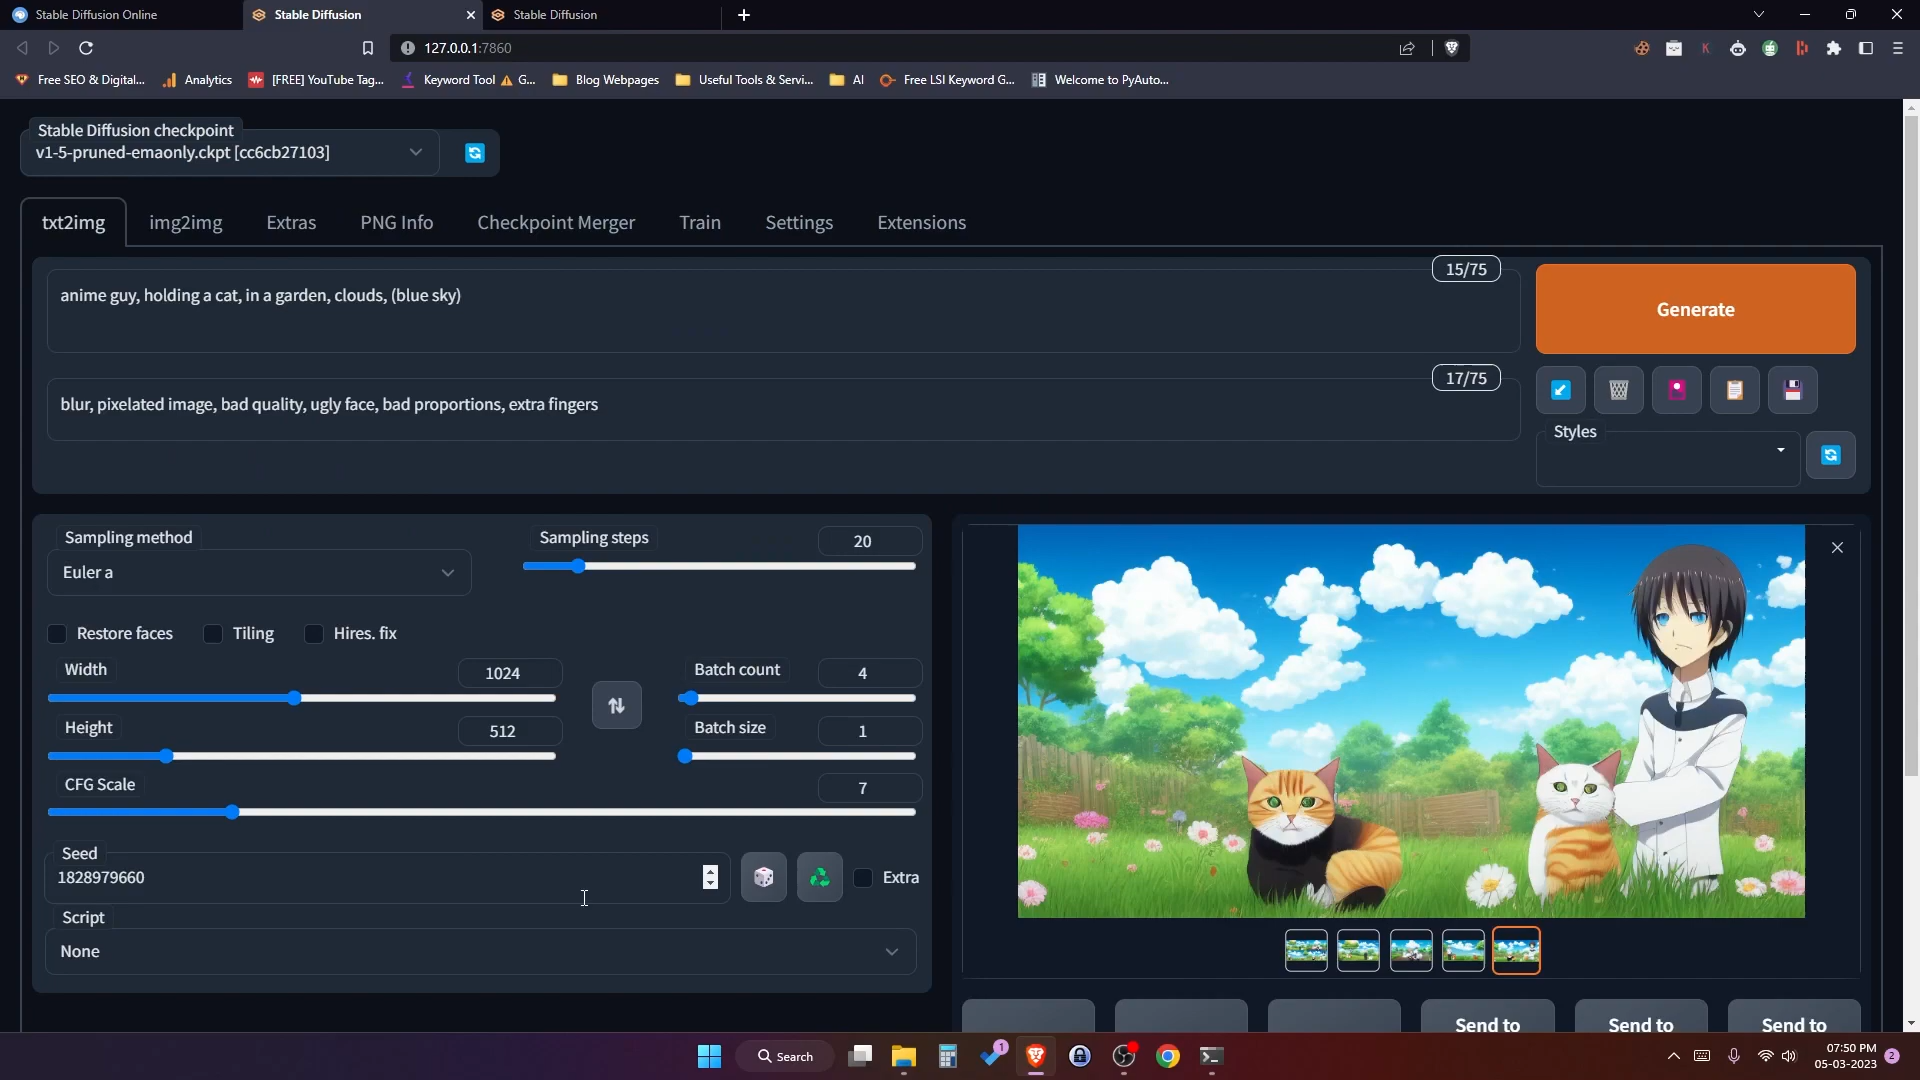 Stable Diffusion Online
Stable Diffusion
Stable Diffusion
127.0.0.1:7860
Free SEO & Digital...
Analytics
[FREE] YouTube Tag...
Keyword Tool
G...
Blog Webpages
Useful Tools & Servi...
AI
Free LSI Keyword G...
Welcome to PyAuto...
Stable Diffusion checkpoint
v1-5-pruned-emaonly.ckpt [cc6cb27103]
txt2img
img2img
Extras
PNG Info
Checkpoint Merger
Train
Settings
Extensions
15/75
anime guy, holding a cat, in a garden, clouds, (blue sky)
Generate
17/75
blur, pixelated image, bad quality, ugly face, bad proportions, extra fingers
Styles
Sampling method
Euler a
Sampling steps
20
Restore faces
Tiling
Hires. fix
Width
1024
Batch count
4
Height
512
Batch size
1
CFG Scale
7
Seed
1828979660
Extra
Script
None
Send to
Send to
Send to
Search
1
07:50 PM
05-03-2023
2